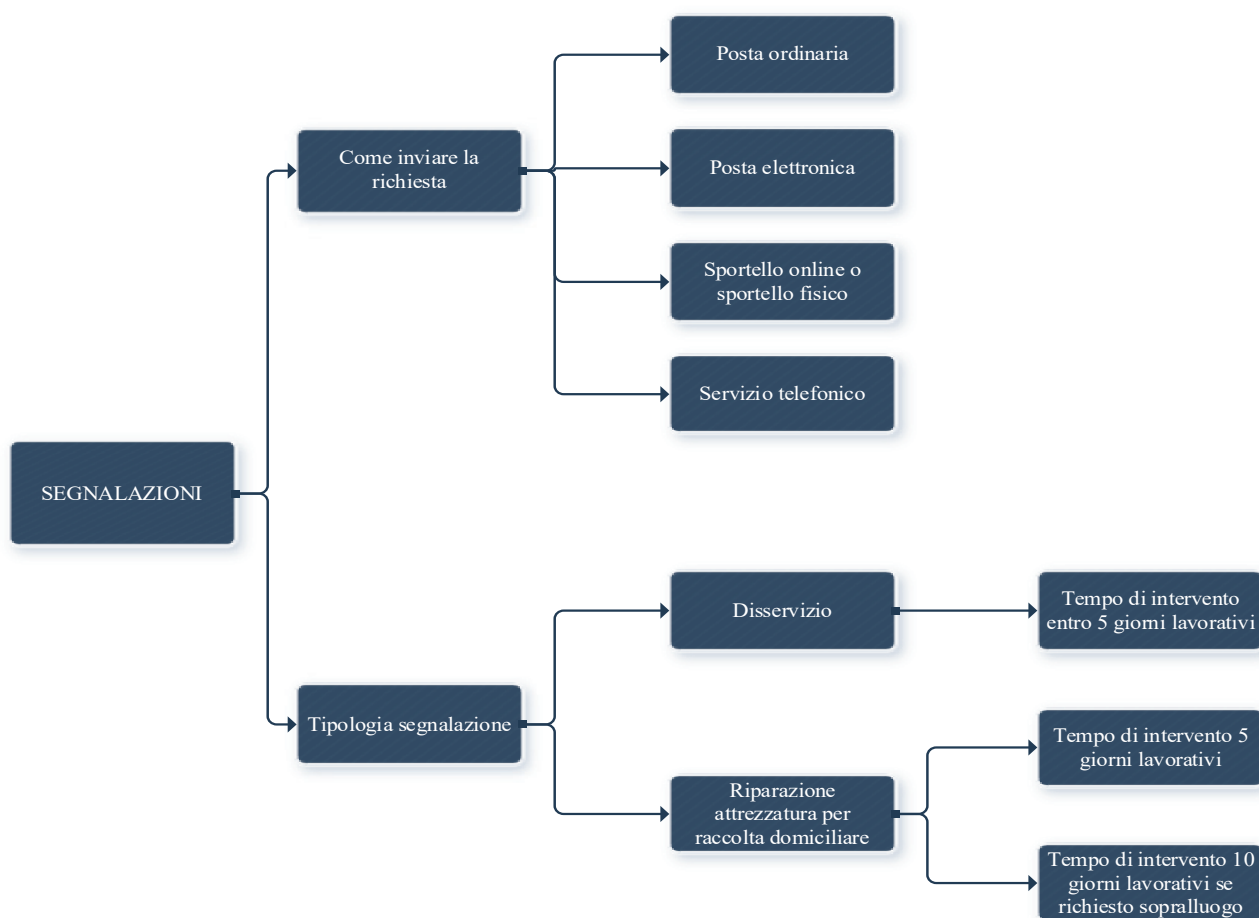 Posta ordinaria
Come inviare la
richiesta
Posta elettronica
Sportello online o
sportello fisico
Servizio telefonico
SEGNALAZIONI
Disservizio
Tempo di intervento
entro 5 giorni lavorativi
Tipologia segnalazione
Tempo di intervento 5
giorni lavorativi
Riparazione
attrezzatura per
raccolta domiciliare
Tempo di intervento 10
giorni lavorativi se
richiesto sopralluogo